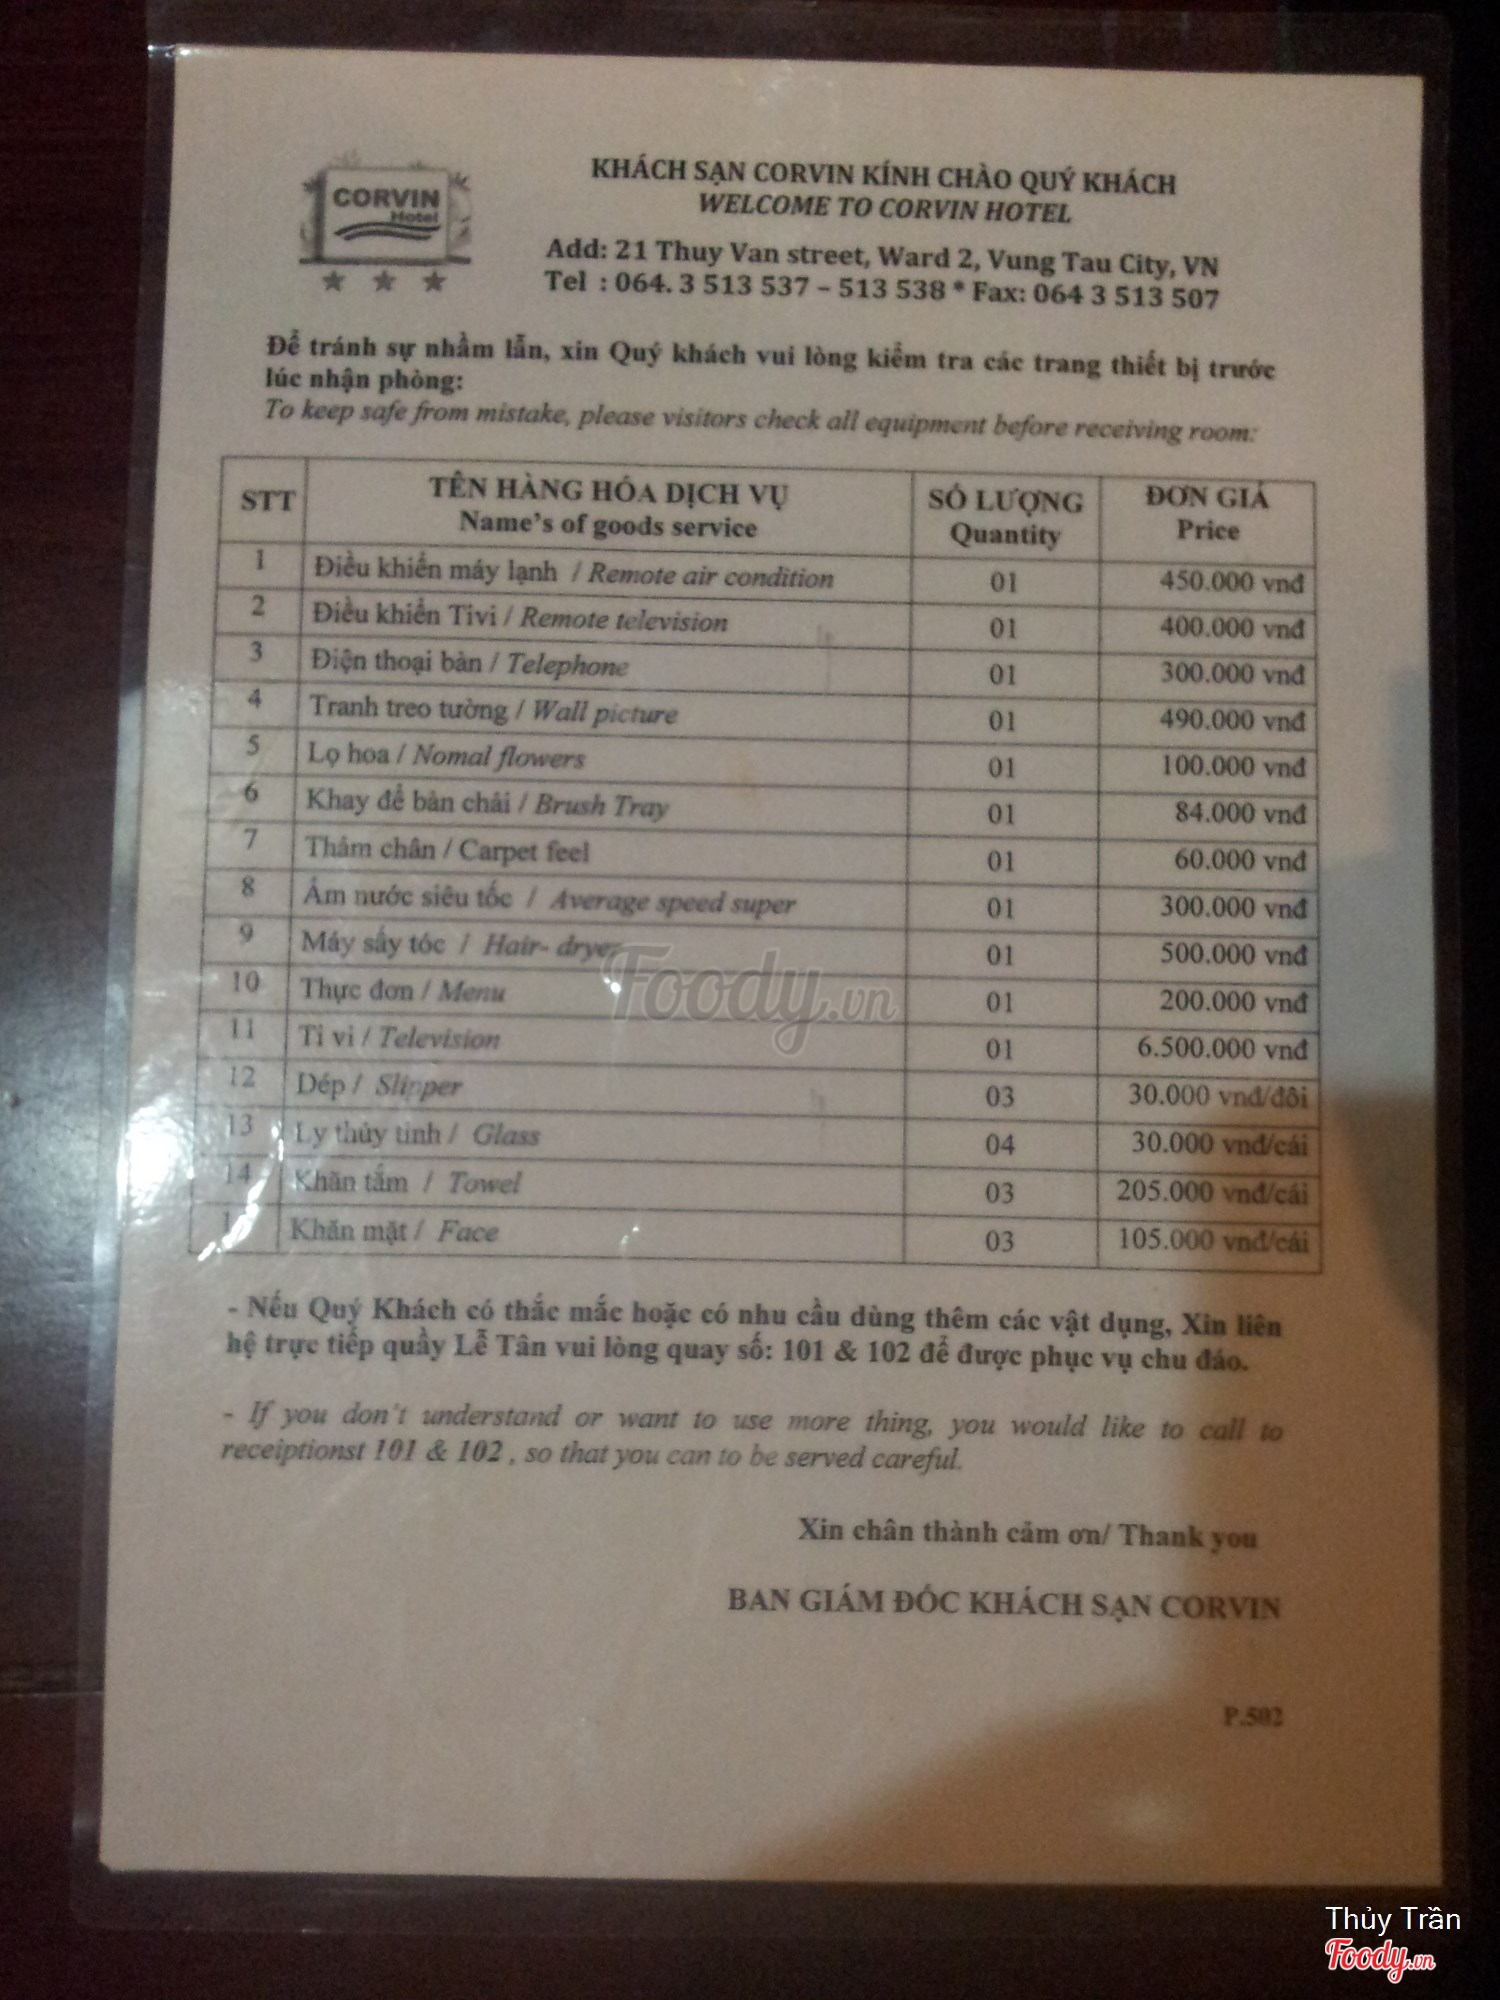 CORVIN
Hotel
KHÁCH SẠN CORVIN KÍNH CHÀO QUÝ KHÁCH
WELCOME TO CORVIN HOTEL
Add: 21 Thuy Van street, Ward 2, Vung Tau City, VN
Tel : 064. 3 513 537 – 513 538 * Fax: 064 3 513 507
Để tránh sự nhầm lẫn, xin Quý khách vui lòng kiểm tra các trang thiết bị trước
lúc nhận phòng:
To keep safe from mistake, please visitors check all equipment before receiving room:
STT TÊN HÀNG HÓA DỊCH VỤ SỐ LƯỢNG ĐƠN GIÁ
Name's of goods service Quantity Price
1 Điều khiển máy lạnh / Remote air condition 01 450.000 vnđ
2 Điều khiển Tivi / Remote television 01 400.000 vnđ
3 Điện thoại bàn / Telephone 01 300.000 vnđ
4 Tranh treo tường / Wall picture 01 490.000 vnđ
5 Lọ hoa / Nomal flowers 01 100.000 vnđ
6 Khay để bàn chải / Brush Tray 01 84.000 vnđ
7 Thảm chân / Carpet feel 01 60.000 vnđ
8 Ấm nước siêu tốc / Average speed super 01 300.000 vnđ
9 Máy sấy tóc / Hair- dryer 01 500.000 vnđ
10 Thực đơn / Menu 01 200.000 vnđ
11 Ti vi / Television 01 6.500.000 vnđ
12 Dép / Slipper 03 30.000 vnđ/đôi
13 Ly thủy tinh / Glass 04 30.000 vnđ/cái
14 Khăn tắm / Towel 03 205.000 vnđ/cái
Khăn mặt / Face 03 105.000 vnđ/cái
- Nếu Quý Khách có thắc mắc hoặc có nhu cầu dùng thêm các vật dụng, Xin liên
hệ trực tiếp quầy Lễ Tân vui lòng quay số: 101 & 102 để được phục vụ chu đáo.
- If you don't understand or want to use more thing, you would like to call to
receiptionst 101 & 102 , so that you can to be served careful.
Xin chân thành cảm ơn/ Thank you
BAN GIÁM ĐỐC KHÁCH SẠN CORVIN
P.502
Foody.vn
Thủy Trần
Foody.vn